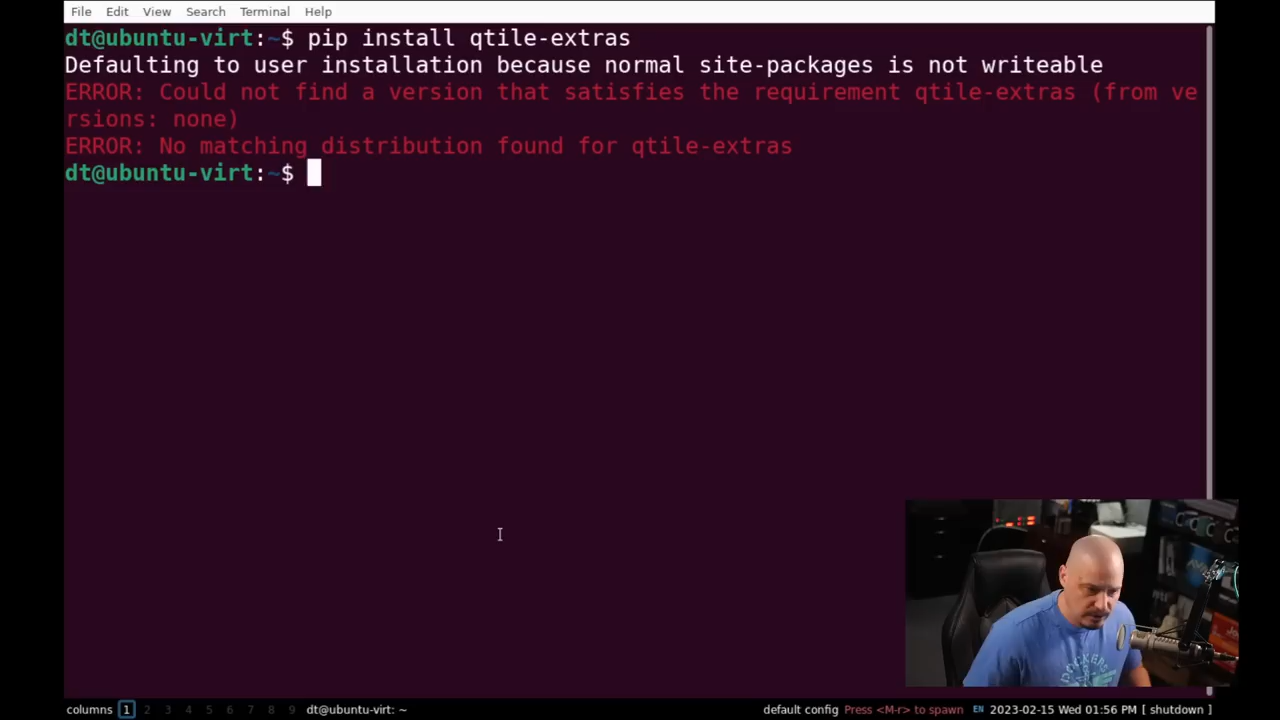 File Edit View Search Terminal Help
dt@ubuntu-virt:~$ pip install qtile-extras
Defaulting to user installation because normal site-packages is not writeable
ERROR: Could not find a version that satisfies the requirement qtile-extras (from ve
rsions: none)
ERROR: No matching distribution found for qtile-extras
dt@ubuntu-virt:~$
DOCKERS
columns 1 2 3 4 5 6 7 8 9 dt@ubuntu-virt: ~ default config Press <M-r> to spawn EN 2023-02-15 Wed 01:56 PM [ shutdown ]